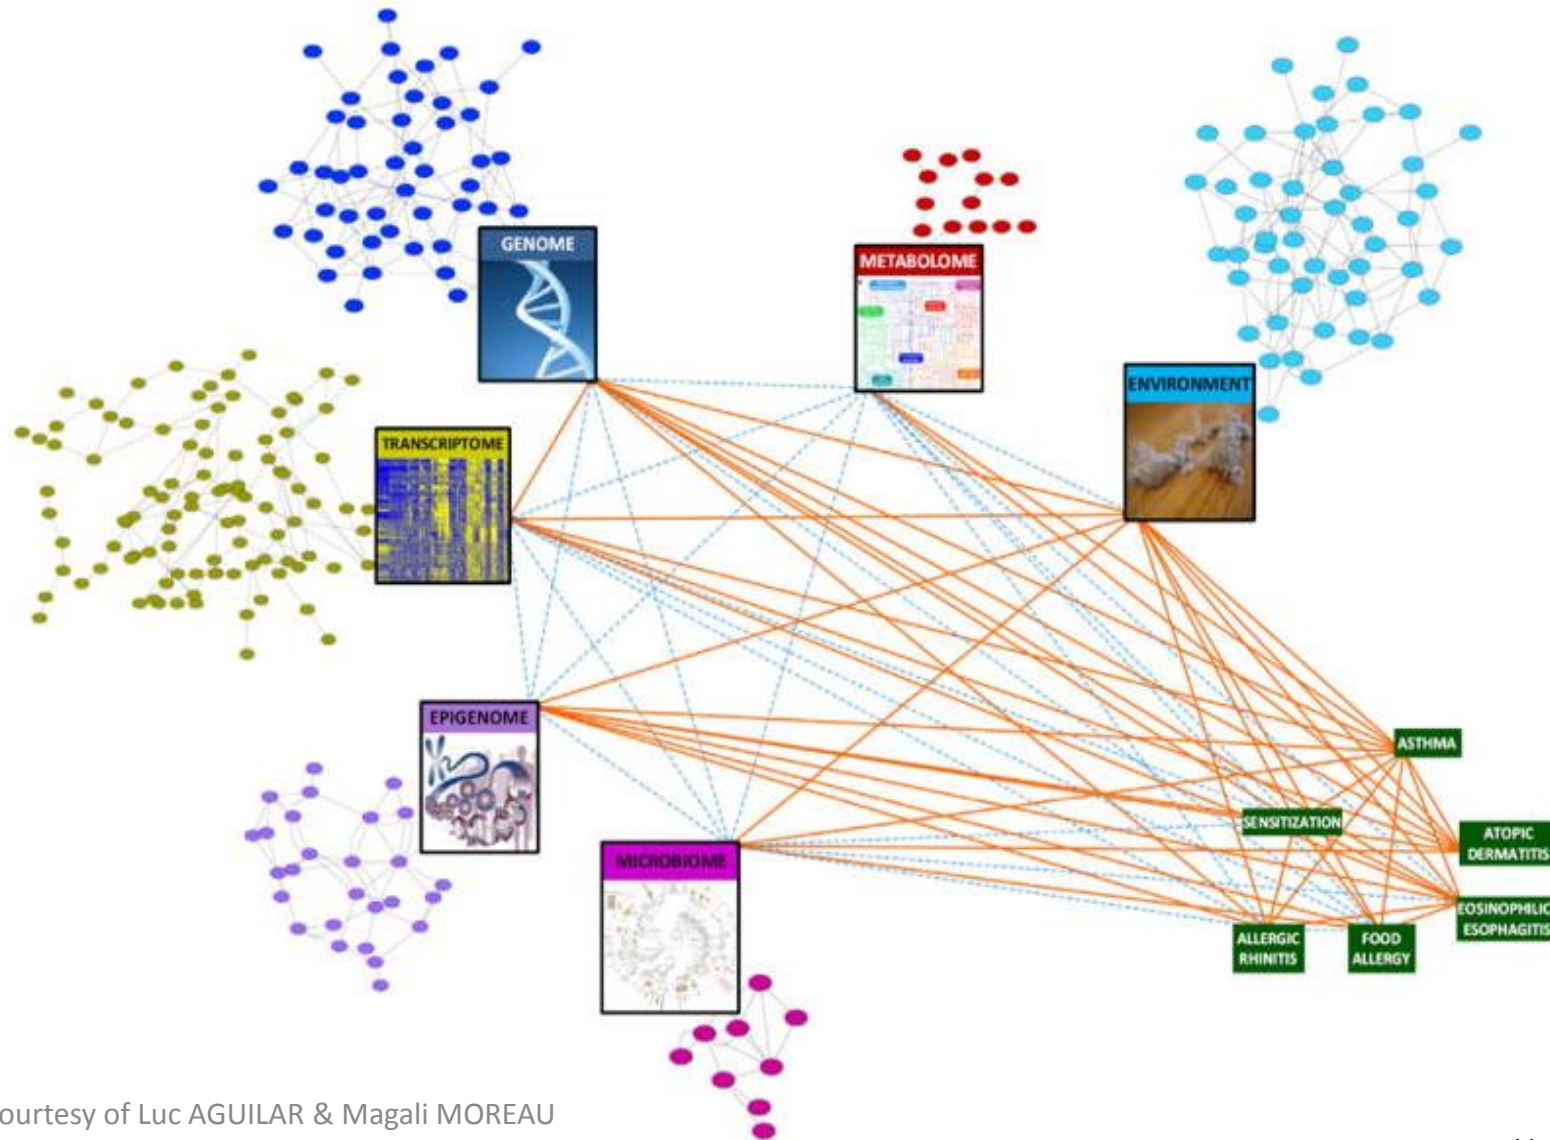 GENOME
METABOLOME
ENVIRONMENT
TRANSCRIPTOME
EPIGENOME
MICROBIOME
ASTHMA
SENSITIZATION
ATOPIC
DERMATITIS
EOSINOPHILIC
ESOPHAGITIS
ALLERGIC
RHINITIS
FOOD
ALLERGY
ourtesy of Luc AGUILAR & Magali MOREAU